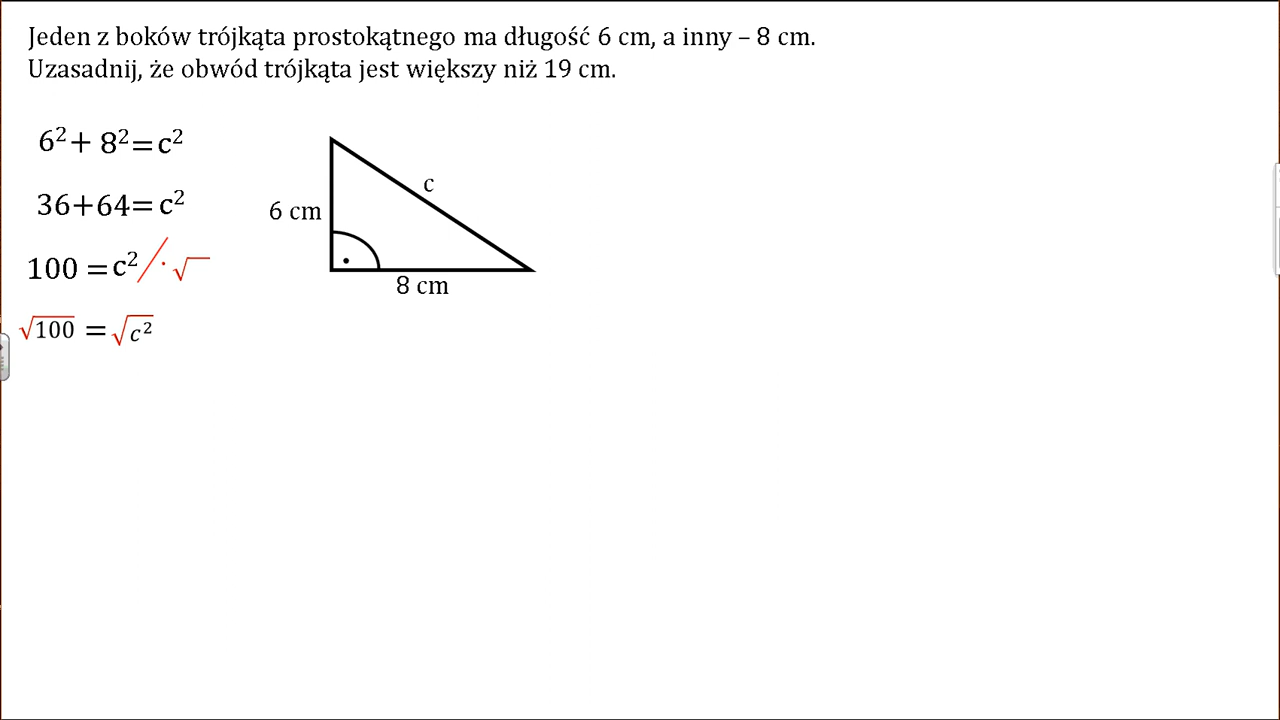 Jeden z boków trójkąta prostokątnego ma długość 6 cm, a inny – 8 cm.
Uzasadnij, że obwód trójkąta jest większy niż 19 cm.
6² + 8² = c²
36+64= c²
100 = c² / · √
√100 = √c²
c
6 cm
8 cm